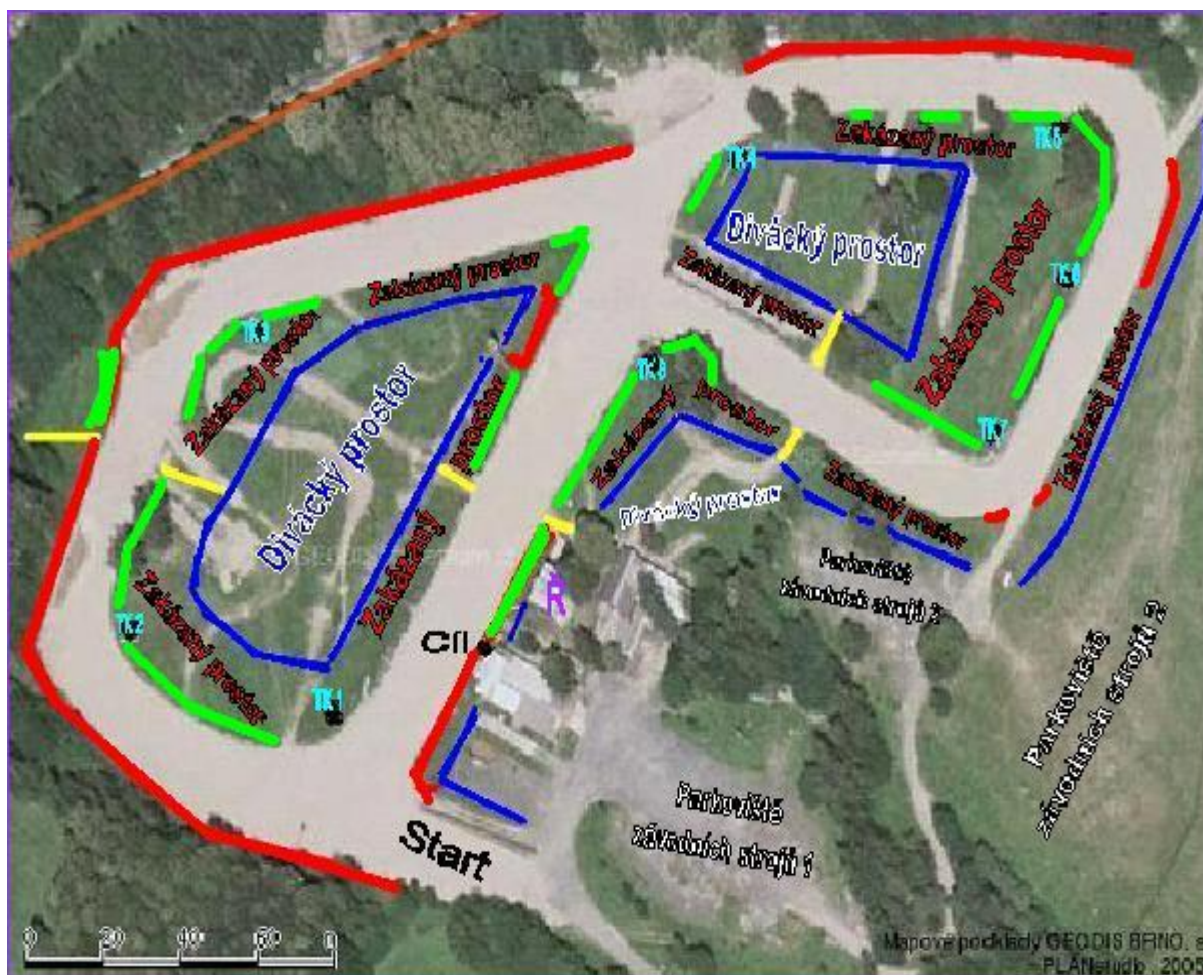 Zakázaný prostor
TK5
TK4
Divácký prostor
Zakázaný prostor
Zakázaný prostor
TK6
Zakázaný prostor
Zakázaný prostor
TK3
Zakázaný prostor
Divácký prostor
prostor
Zakázaný
TK8
Zakázaný
prostor
TK7
Zakázaný prostor
Divácký prostor
Parkoviště
závodních strojů 2
R
Cíl
TK2
Zakázaný prostor
TK1
Parkoviště
závodních strojů 2
Start
Parkoviště
závodních strojů 1
0 20 40 60
Mapové podklady GEODIS BRNO, s
PLANstudio, 200